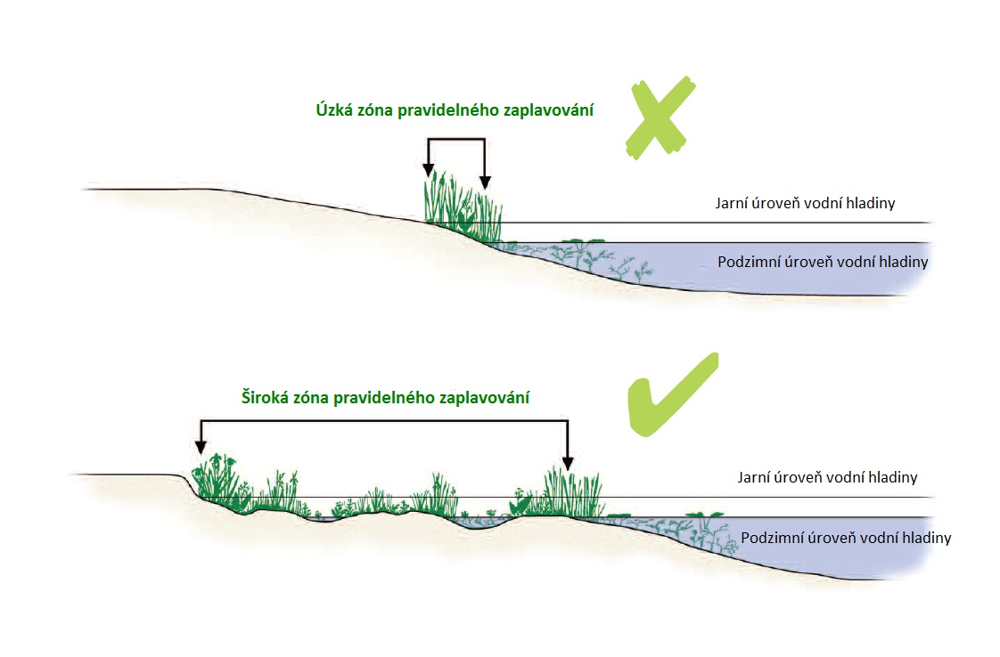 Úzká zóna pravidelného zaplavování
Jarní úroveň vodní hladiny
Podzimní úroveň vodní hladiny
Široká zóna pravidelného zaplavování
Jarní úroveň vodní hladiny
Podzimní úroveň vodní hladiny